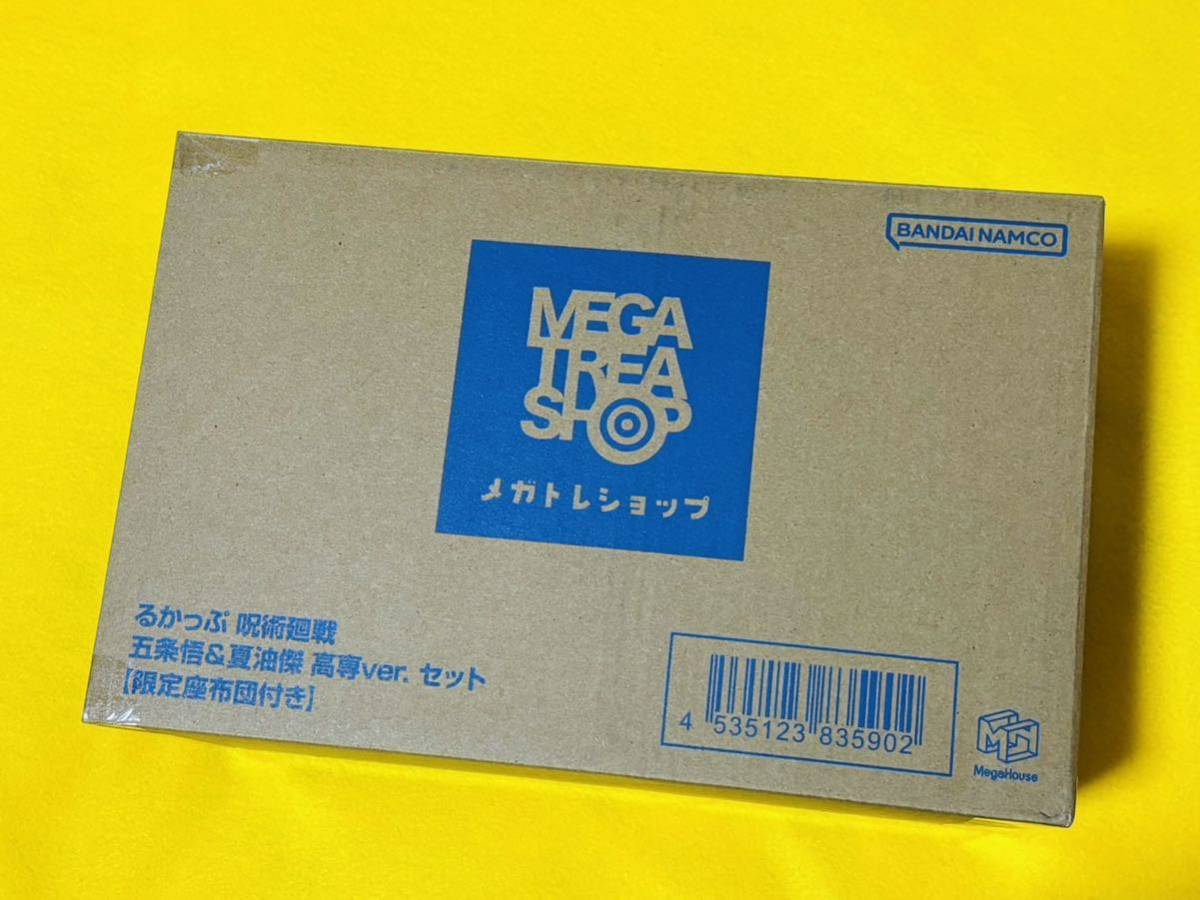 BANDAI NAMCO
MEGA
TREA
SHOP
メガトレショップ
るかっぷ 呪術廻戦
五条悟&夏油傑 高専ver. セット
【限定座布団付き】
4 535123 835902
MegaHouse